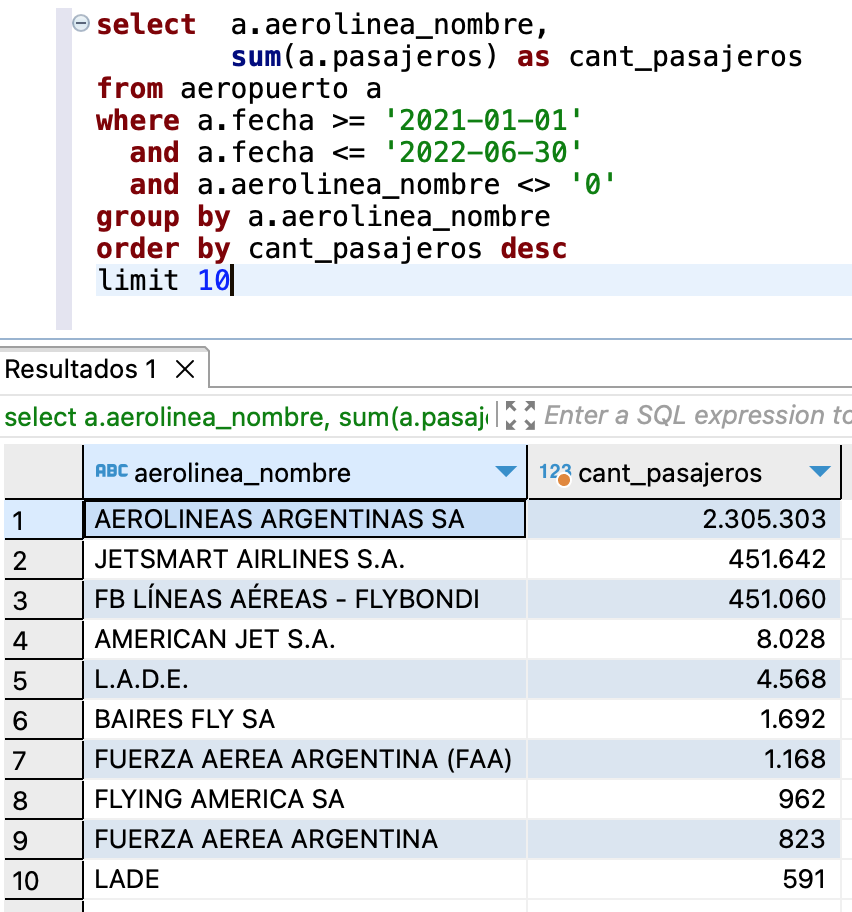 select  a.aerolinea_nombre,
        sum(a.pasajeros) as cant_pasajeros
from aeropuerto a
where a.fecha >= '2021-01-01'
  and a.fecha <= '2022-06-30'
  and a.aerolinea_nombre <> '0'
group by a.aerolinea_nombre
order by cant_pasajeros desc
limit 10
Resultados 1
select a.aerolinea_nombre, sum(a.pasaj Enter a SQL expression to
ABC aerolinea_nombre 123 cant_pasajeros
1 AEROLINEAS ARGENTINAS SA 2.305.303
2 JETSMART AIRLINES S.A. 451.642
3 FB LÍNEAS AÉREAS - FLYBONDI 451.060
4 AMERICAN JET S.A. 8.028
5 L.A.D.E. 4.568
6 BAIRES FLY SA 1.692
7 FUERZA AEREA ARGENTINA (FAA) 1.168
8 FLYING AMERICA SA 962
9 FUERZA AEREA ARGENTINA 823
10 LADE 591